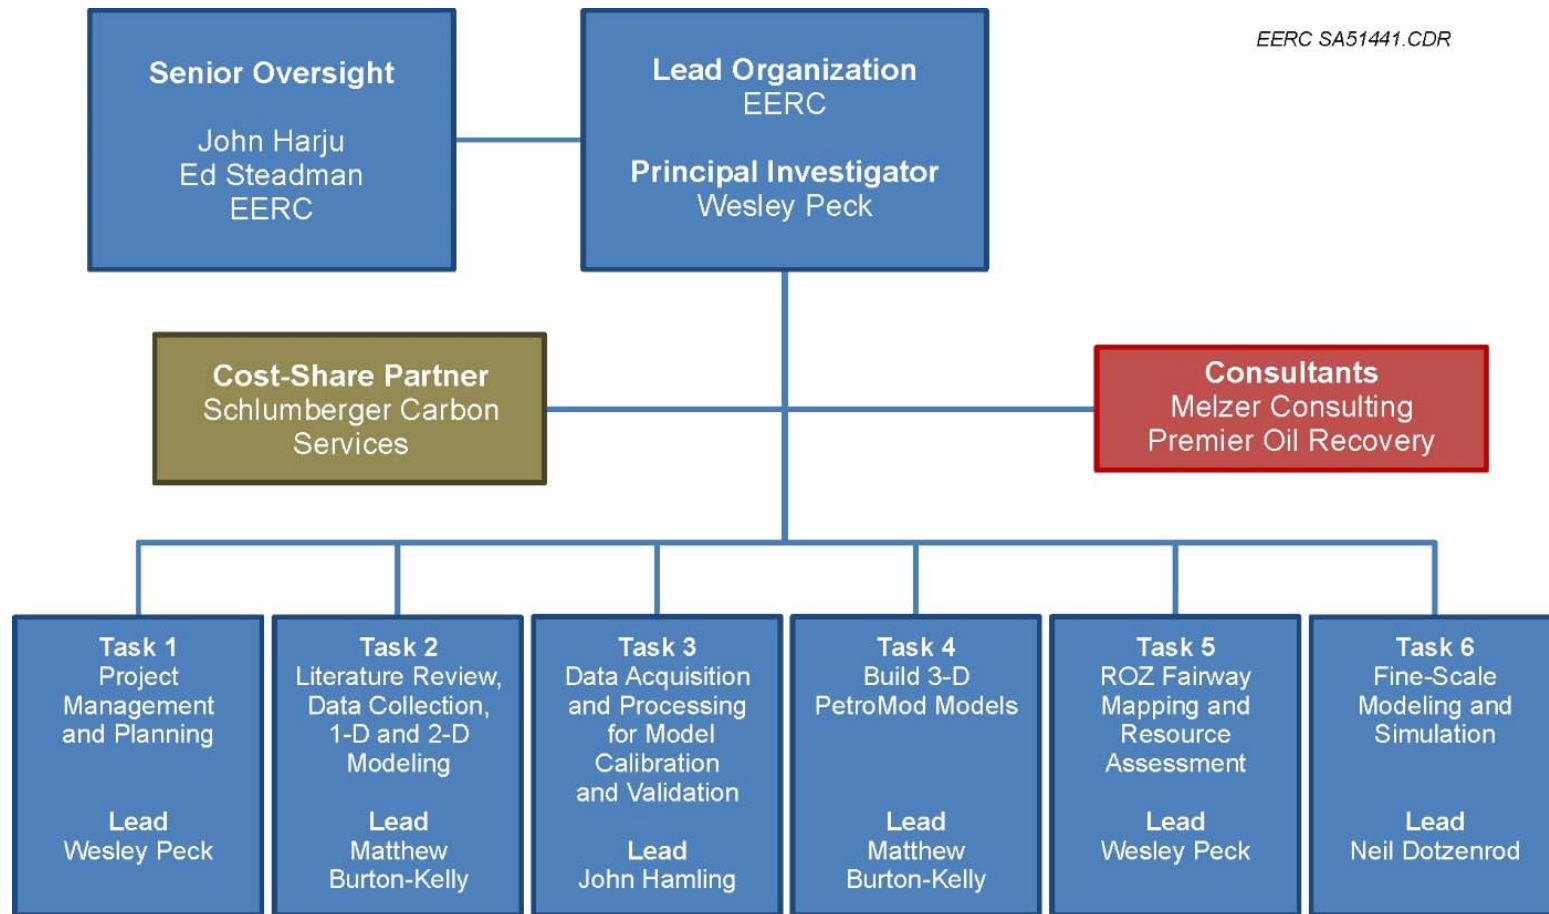 EERC SA51441.CDR
Senior Oversight
John Harju
Ed Steadman
EERC
Lead Organization
EERC
Principal Investigator
Wesley Peck
Cost-Share Partner
Schlumberger Carbon
Services
Consultants
Melzer Consulting
Premier Oil Recovery
Task 1
Project
Management
and Planning
Lead
Wesley Peck
Task 2
Literature Review,
Data Collection,
1-D and 2-D
Modeling
Lead
Matthew
Burton-Kelly
Task 3
Data Acquisition
and Processing
for Model
Calibration
and Validation
Lead
John Hamling
Task 4
Build 3-D
PetroMod Models
Lead
Matthew
Burton-Kelly
Task 5
ROZ Fairway
Mapping and
Resource
Assessment
Lead
Wesley Peck
Task 6
Fine-Scale
Modeling and
Simulation
Lead
Neil Dotzenrod